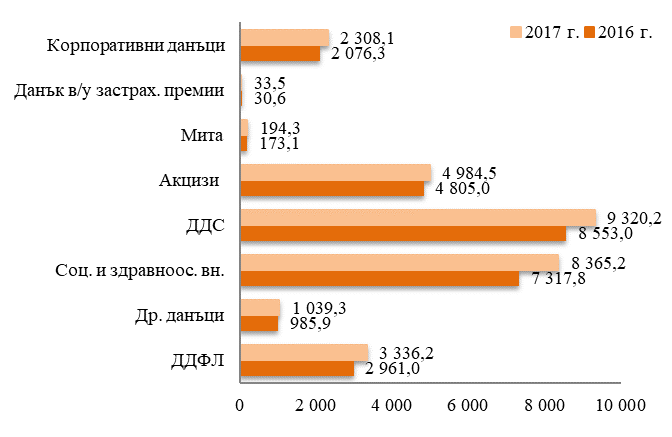 2017 г. 2016 г.
Корпоративни данъци
2 308,1
2 076,3
Данък в/у застрах. премии
33,5
30,6
Мита
194,3
173,1
Акцизи
4 984,5
4 805,0
ДДС
9 320,2
8 553,0
Соц. и здравноос. вн.
8 365,2
7 317,8
Др. данъци
1 039,3
985,9
ДДФЛ
3 336,2
2 961,0
0 2 000 4 000 6 000 8 000 10 000